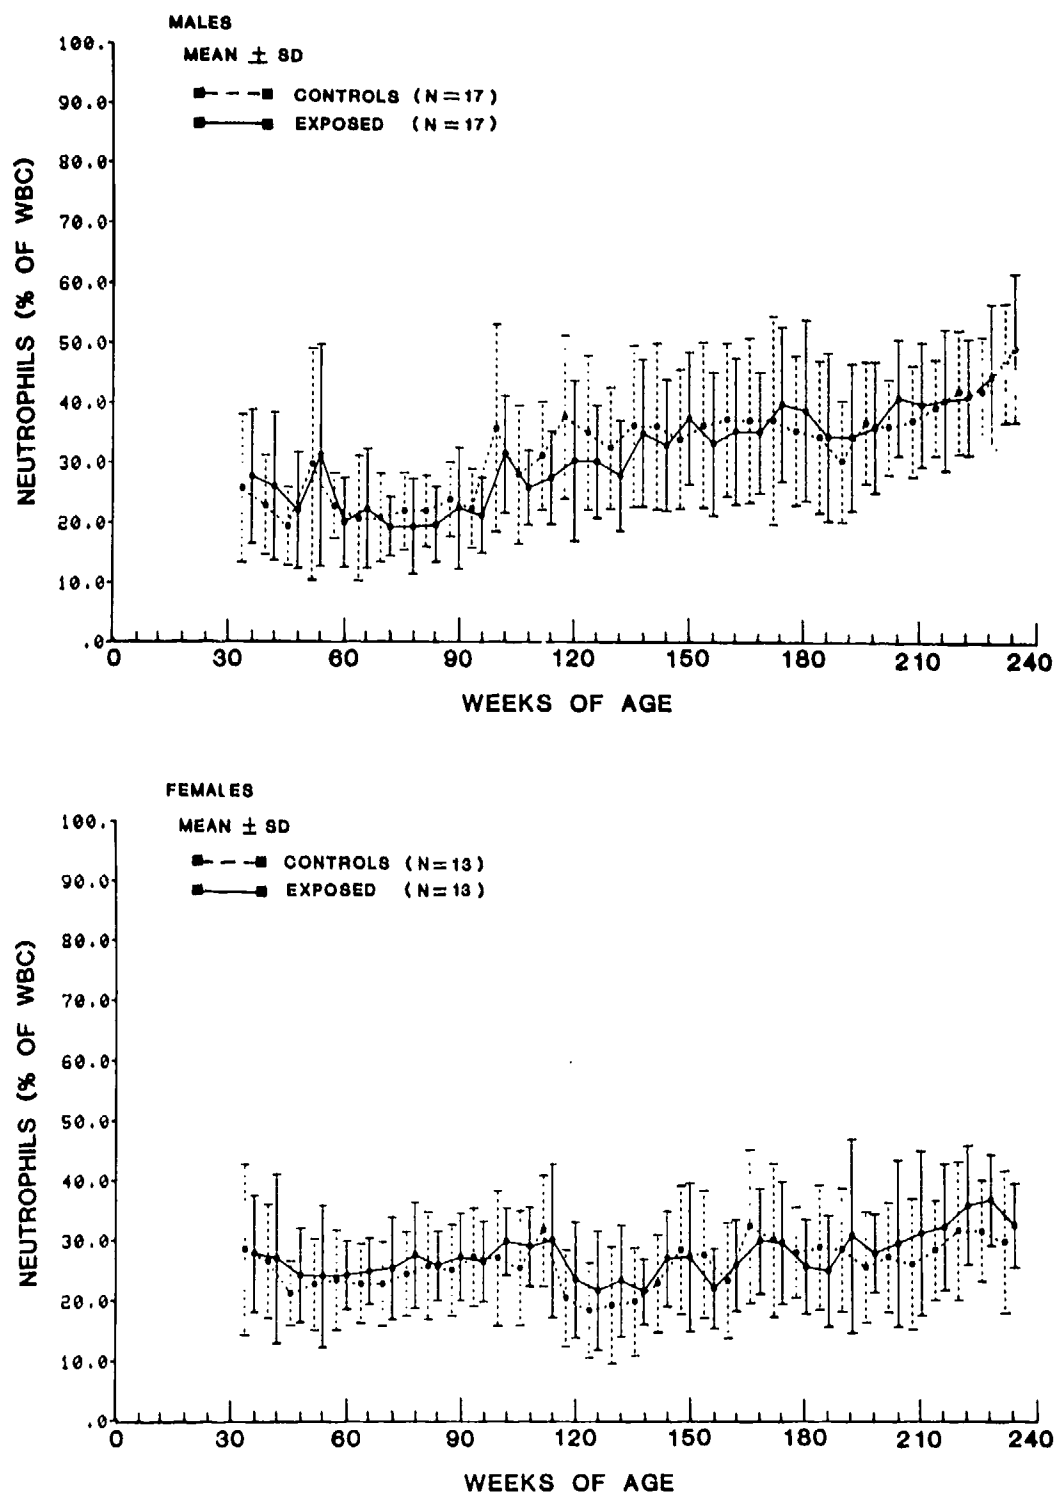 MALES
MEAN ± SD
CONTROLS (N=17)
EXPOSED (N=17)
100.
90.0
80.0
70.0
60.0
50.0
40.0
30.0
20.0
10.0
.0
NEUTROPHILS (% OF WBC)
0 30 60 90 120 150 180 210 240
WEEKS OF AGE
FEMALES
MEAN ± SD
CONTROLS (N=13)
EXPOSED (N=13)
100.
90.0
80.0
70.0
60.0
50.0
40.0
30.0
20.0
10.0
.0
NEUTROPHILS (% OF WBC)
0 30 60 90 120 150 180 210 240
WEEKS OF AGE